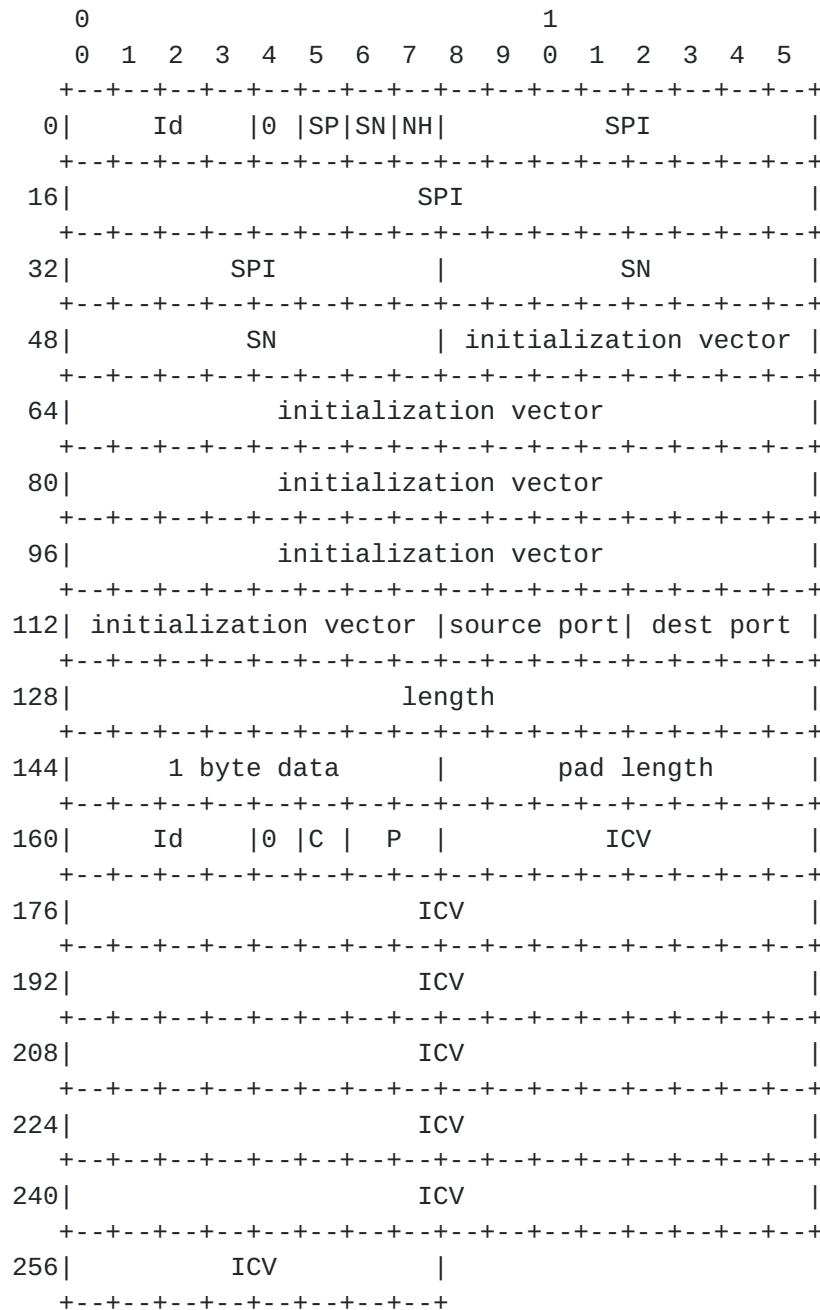 0                             1
0  1  2  3  4  5  6  7  8  9  0  1  2  3  4  5
+--+--+--+--+--+--+--+--+--+--+--+--+--+--+--+--+
0|     Id    |0 |SP|SN|NH|          SPI          |
+--+--+--+--+--+--+--+--+--+--+--+--+--+--+--+--+
16|                      SPI                      |
+--+--+--+--+--+--+--+--+--+--+--+--+--+--+--+--+
32|          SPI          |           SN          |
+--+--+--+--+--+--+--+--+--+--+--+--+--+--+--+--+
48|           SN          | initialization vector |
+--+--+--+--+--+--+--+--+--+--+--+--+--+--+--+--+
64|             initialization vector             |
+--+--+--+--+--+--+--+--+--+--+--+--+--+--+--+--+
80|             initialization vector             |
+--+--+--+--+--+--+--+--+--+--+--+--+--+--+--+--+
96|             initialization vector             |
+--+--+--+--+--+--+--+--+--+--+--+--+--+--+--+--+
112| initialization vector |source port| dest port |
+--+--+--+--+--+--+--+--+--+--+--+--+--+--+--+--+
128|                     length                    |
+--+--+--+--+--+--+--+--+--+--+--+--+--+--+--+--+
144|      1 byte data      |       pad length      |
+--+--+--+--+--+--+--+--+--+--+--+--+--+--+--+--+
160|     Id    |0 |C |  P  |          ICV          |
+--+--+--+--+--+--+--+--+--+--+--+--+--+--+--+--+
176|                      ICV                      |
+--+--+--+--+--+--+--+--+--+--+--+--+--+--+--+--+
192|                      ICV                      |
+--+--+--+--+--+--+--+--+--+--+--+--+--+--+--+--+
208|                      ICV                      |
+--+--+--+--+--+--+--+--+--+--+--+--+--+--+--+--+
224|                      ICV                      |
+--+--+--+--+--+--+--+--+--+--+--+--+--+--+--+--+
240|                      ICV                      |
+--+--+--+--+--+--+--+--+--+--+--+--+--+--+--+--+
256|          ICV          |
+--+--+--+--+--+--+--+--+